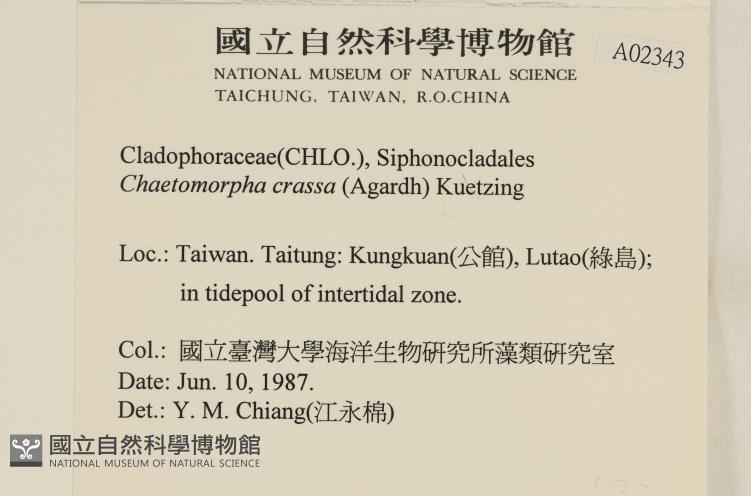 國立自然科學博物館
A02343
NATIONAL MUSEUM OF NATURAL SCIENCE
TAICHUNG, TAIWAN, R.O.CHINA
Cladophoraceae(CHLO.), Siphonocladales
Chaetomorpha crassa (Agardh) Kuetzing
Loc.: Taiwan. Taitung: Kungkuan(公館), Lutao(綠島);
in tidepool of intertidal zone.
Col.: 國立臺灣大學海洋生物研究所藻類研究室
Date: Jun. 10, 1987.
Det.: Y. M. Chiang(江永棉)
國立自然科學博物館
NATIONAL MUSEUM OF NATURAL SCIENCE